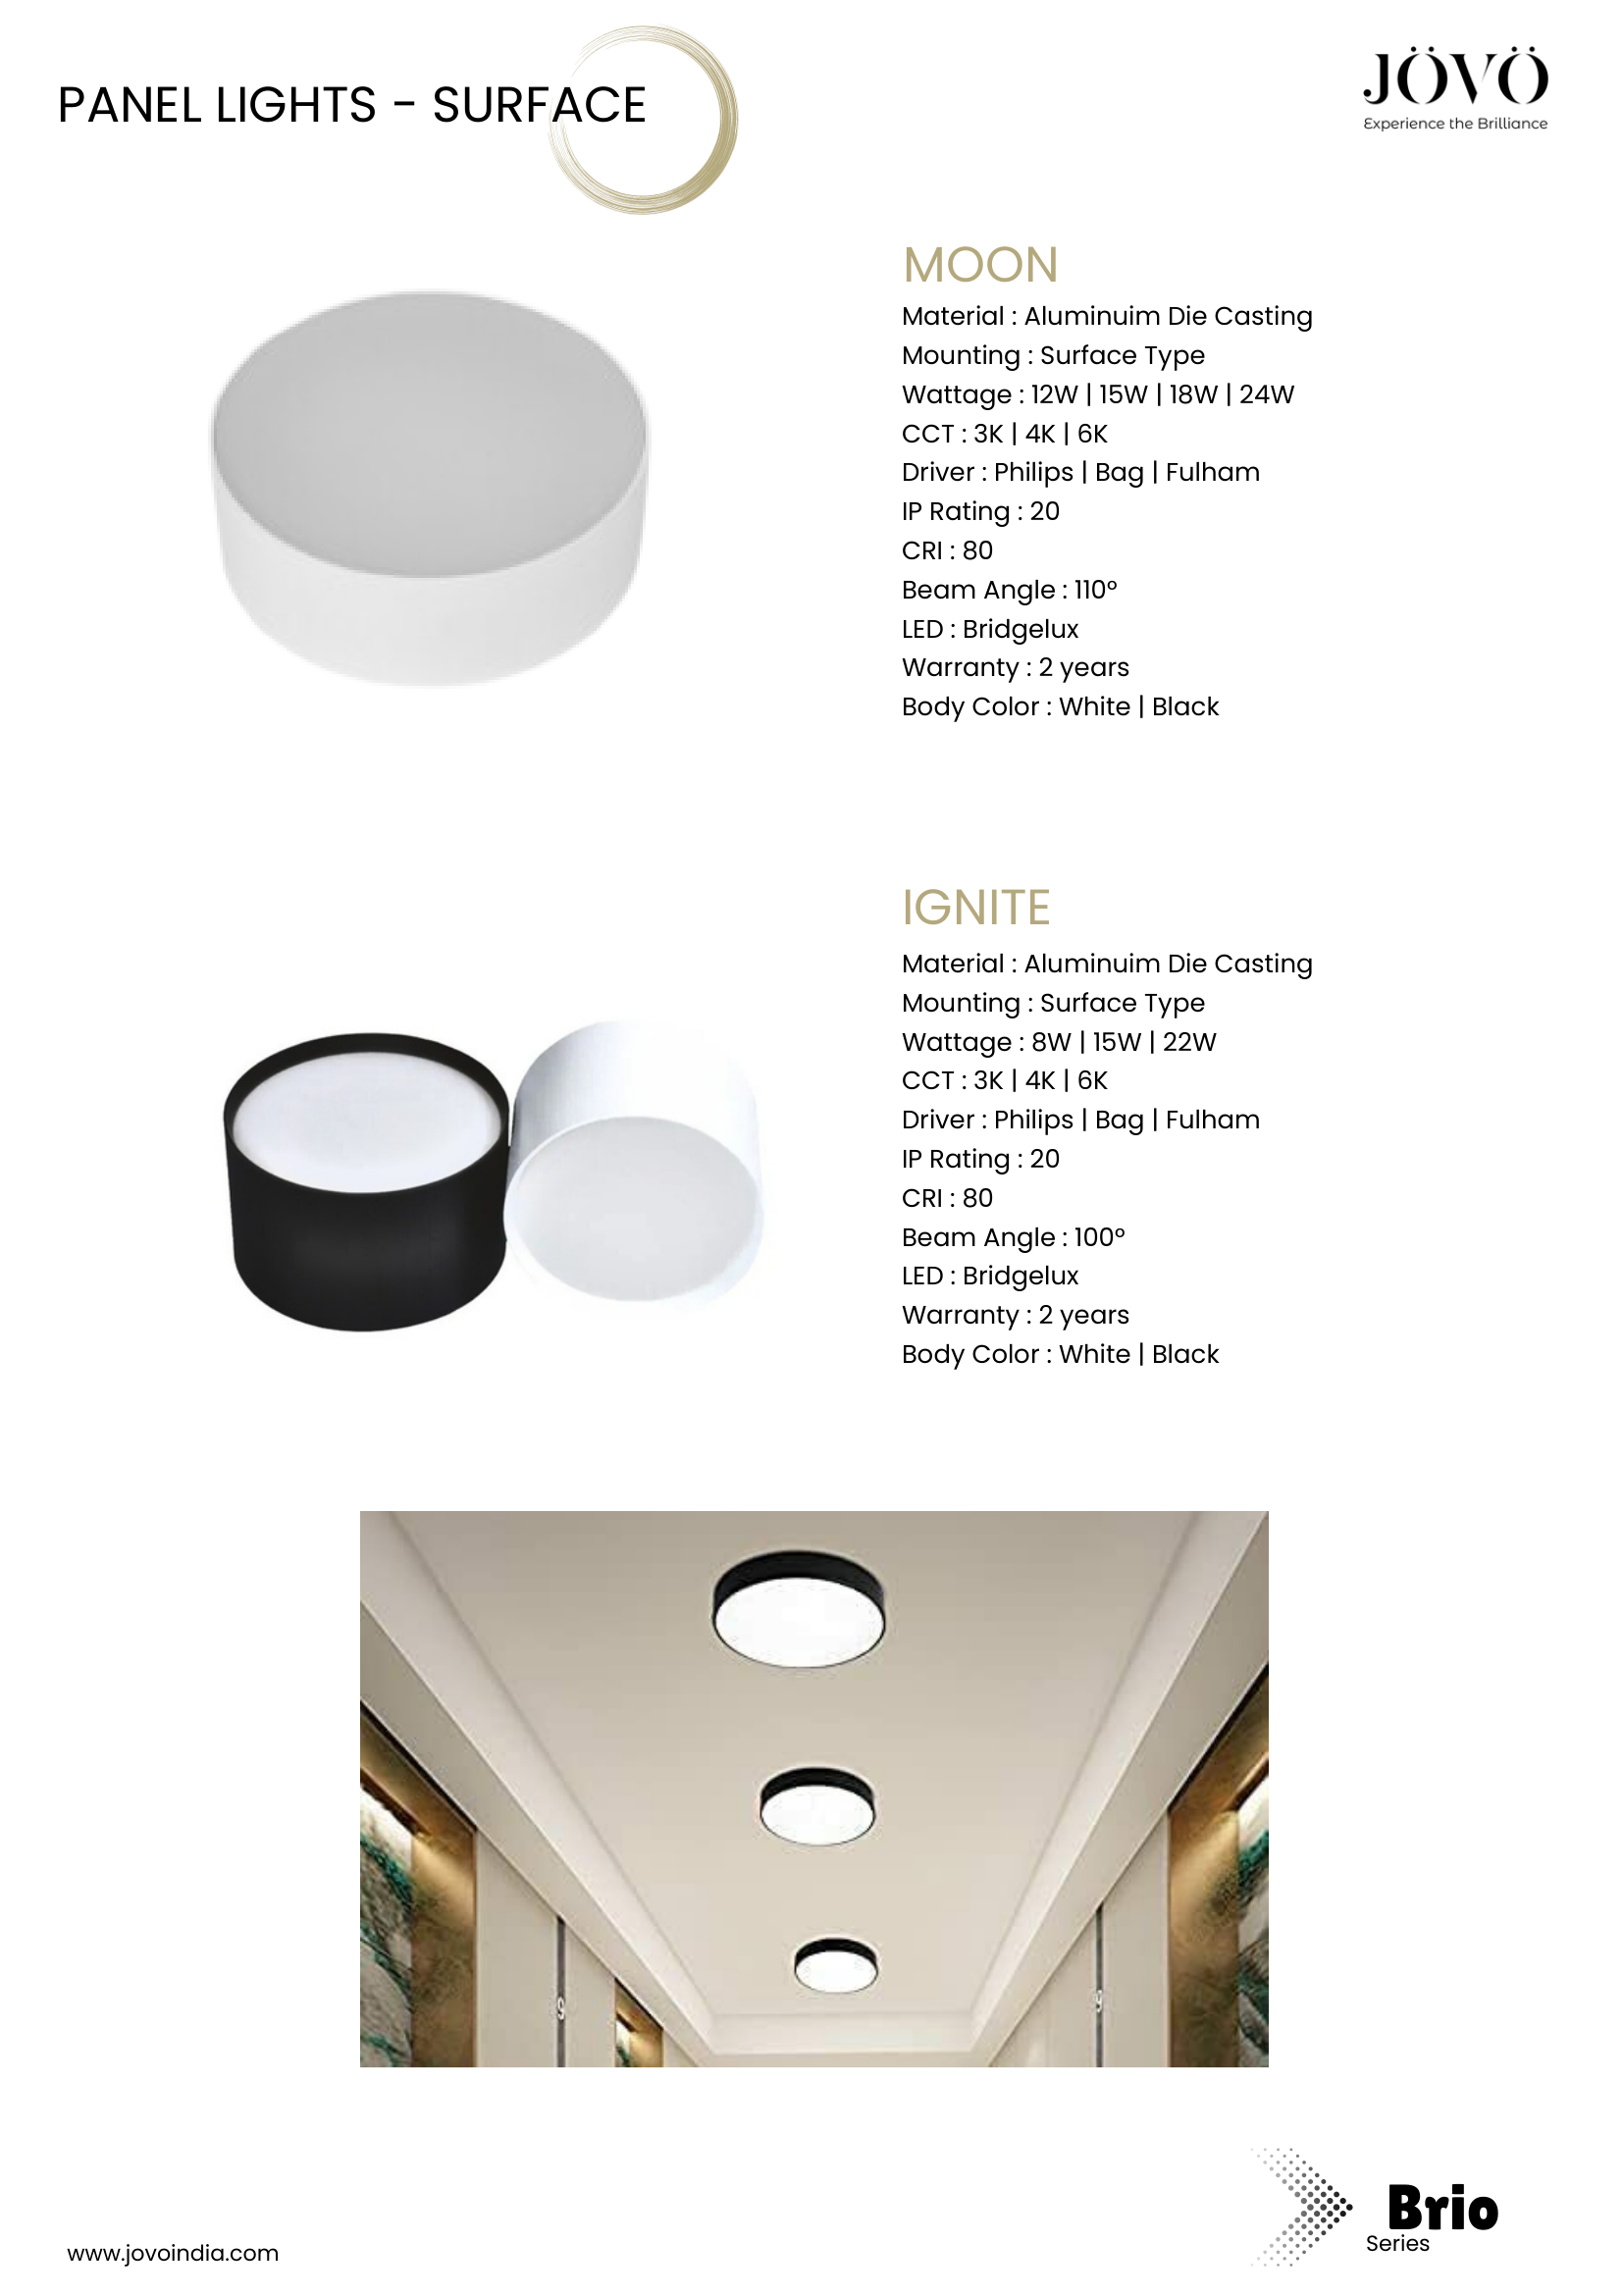 PANEL LIGHTS - SURFACE
JÖVÖ
Experience the Brilliance
MOON
Material : Aluminuim Die Casting
Mounting : Surface Type
Wattage : 12W | 15W | 18W | 24W
CCT : 3K | 4K | 6K
Driver : Philips | Bag | Fulham
IP Rating : 20
CRI : 80
Beam Angle : 110°
LED : Bridgelux
Warranty : 2 years
Body Color : White | Black
IGNITE
Material : Aluminuim Die Casting
Mounting : Surface Type
Wattage : 8W | 15W | 22W
CCT : 3K | 4K | 6K
Driver : Philips | Bag | Fulham
IP Rating : 20
CRI : 80
Beam Angle : 100°
LED : Bridgelux
Warranty : 2 years
Body Color : White | Black
Brio
Series
www.jovoindia.com